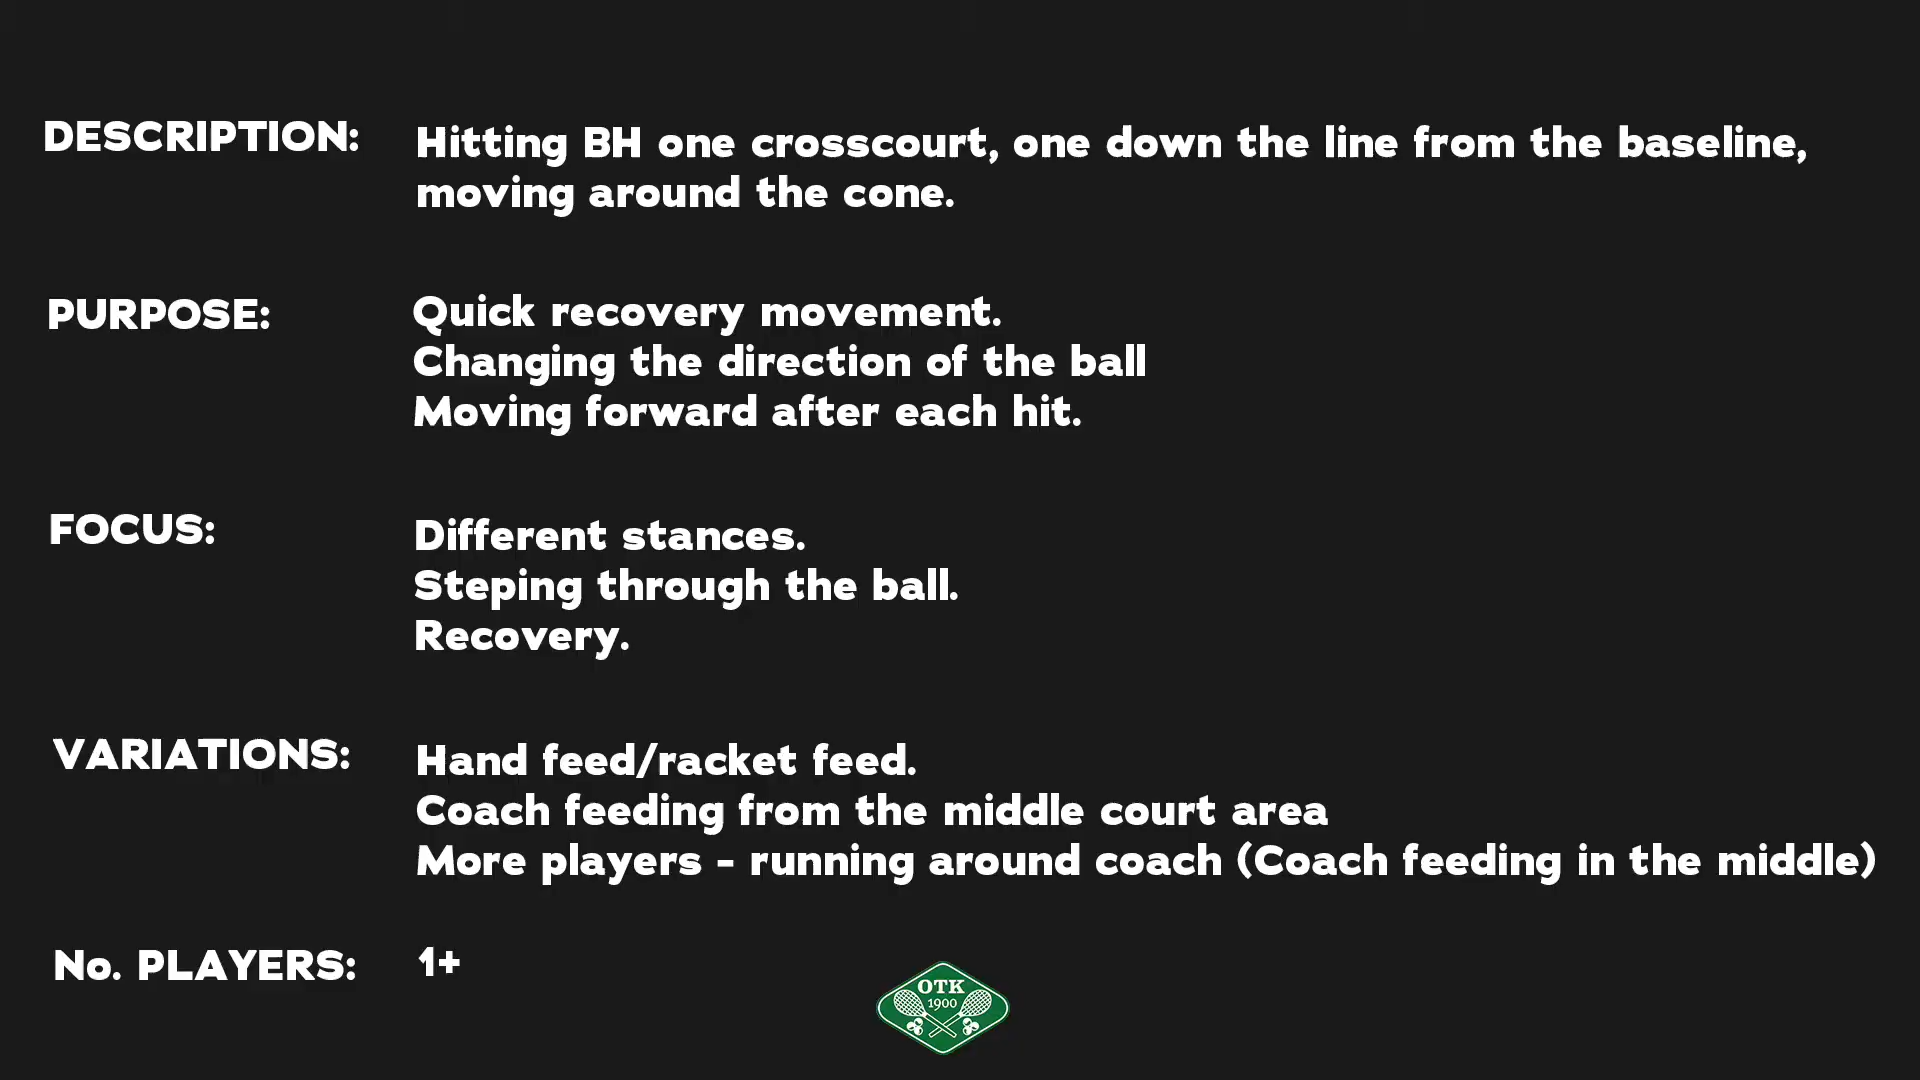 DESCRIPTION: Hitting BH one crosscourt, one down the line from the baseline,
moving around the cone.
PURPOSE: Quick recovery movement.
Changing the direction of the ball
Moving forward after each hit.
FOCUS: Different stances.
Steping through the ball.
Recovery.
VARIATIONS: Hand feed/racket feed.
Coach feeding from the middle court area
More players - running around coach (Coach feeding in the middle)
No. PLAYERS: 1+
OTK
1900